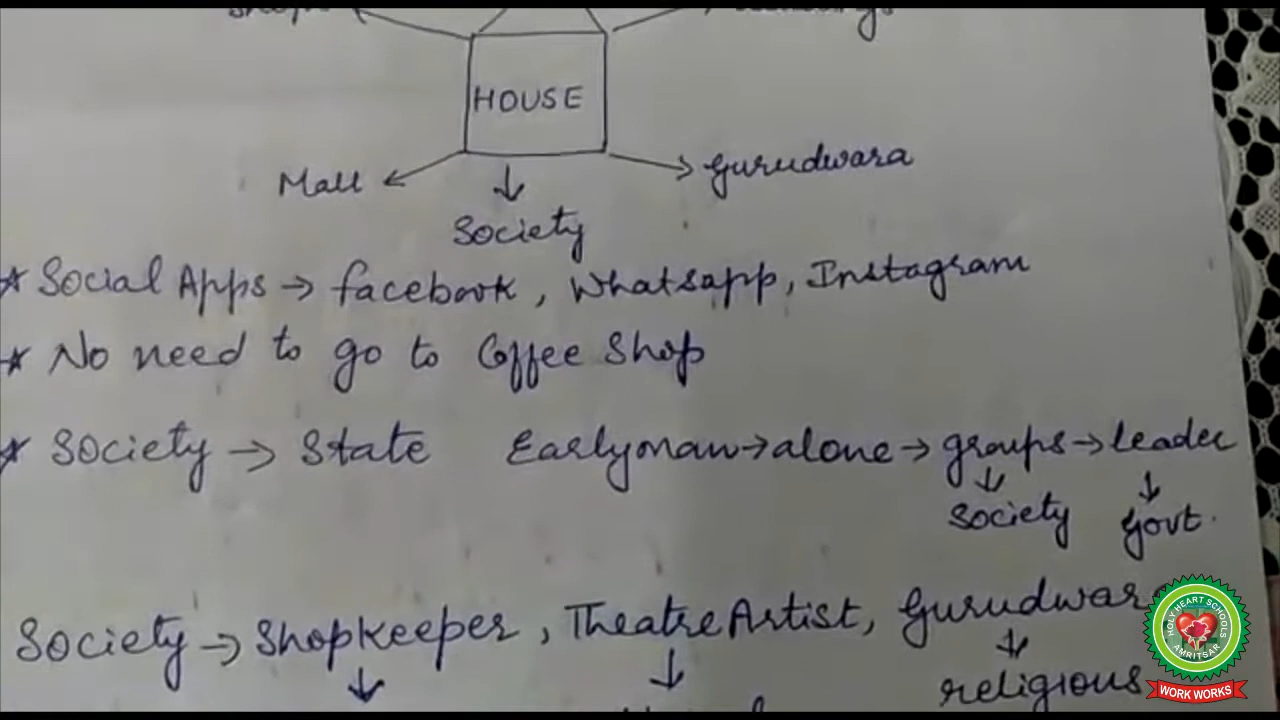 HOUSE
Mall
Gurudwara
Society
* Social Apps → facebook, Whatsapp, Instagram
* No need to go to Coffee Shop
* Society → State Earlyman → alone → groups → leader
Society Govt.
Society → Shopkeeper, Theatre Artist, Gurudwara
religious
HOLY HEART SCHOOLS
AMRITSAR
WORK WORKS